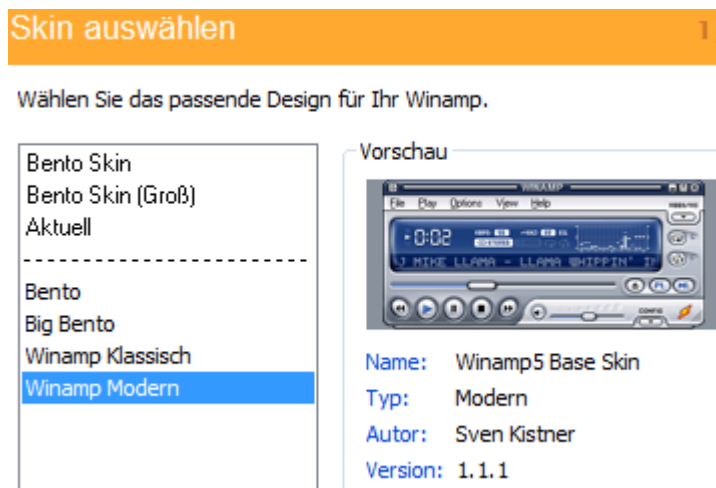 Skin auswählen
1
Wählen Sie das passende Design für Ihr Winamp.
Bento Skin
Bento Skin (Groß)
Aktuell
Bento
Big Bento
Winamp Klassisch
Winamp Modern
Vorschau
WINAMP
File Play Options View Help
0:02
J MIKE LLAMA - LLAMA WHIPPIN'
CONFIG
Name: Winamp5 Base Skin
Typ: Modern
Autor: Sven Kistner
Version: 1.1.1